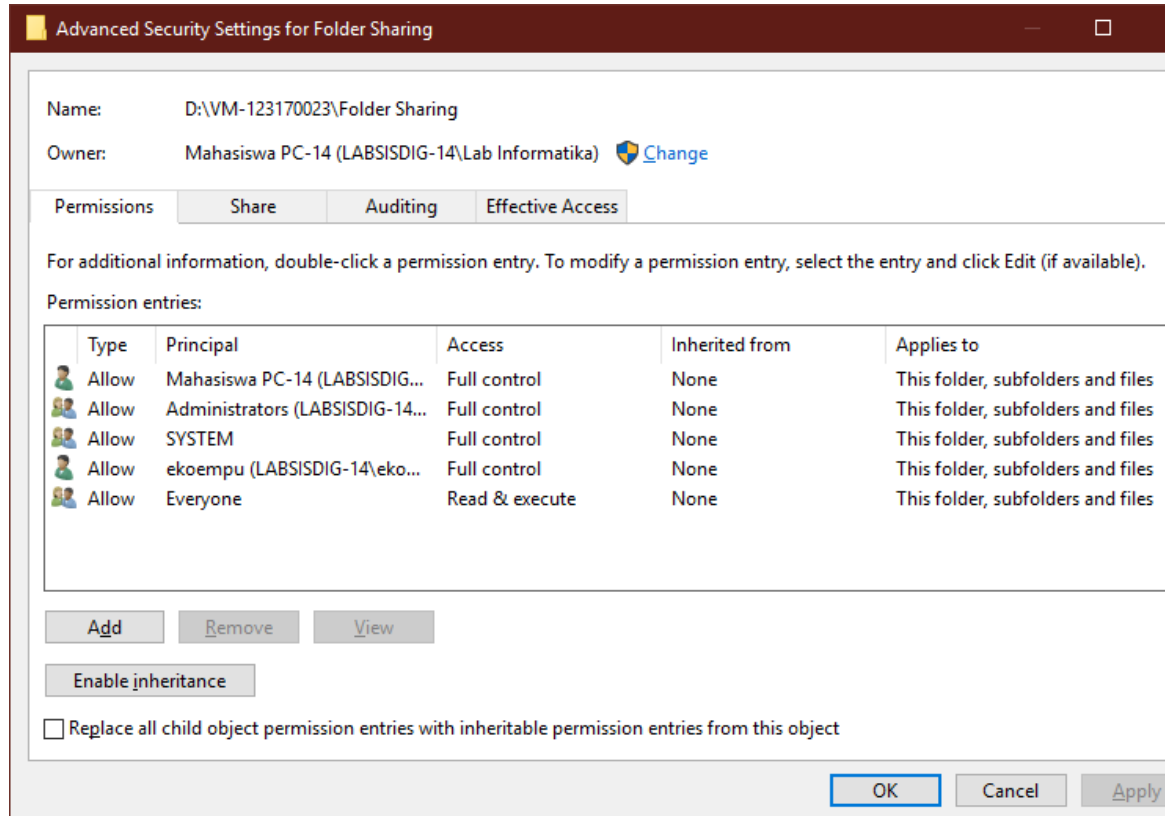 Advanced Security Settings for Folder Sharing
Name: D:\VM-123170023\Folder Sharing
Owner: Mahasiswa PC-14 (LABSISDIG-14\Lab Informatika) Change
Permissions Share Auditing Effective Access
For additional information, double-click a permission entry. To modify a permission entry, select the entry and click Edit (if available).
Permission entries:
Type Principal Access Inherited from Applies to
Allow Mahasiswa PC-14 (LABSISDIG... Full control None This folder, subfolders and files
Allow Administrators (LABSISDIG-14... Full control None This folder, subfolders and files
Allow SYSTEM Full control None This folder, subfolders and files
Allow ekoempu (LABSISDIG-14\eko... Full control None This folder, subfolders and files
Allow Everyone Read & execute None This folder, subfolders and files
Add Remove View
Enable inheritance
Replace all child object permission entries with inheritable permission entries from this object
OK Cancel Apply